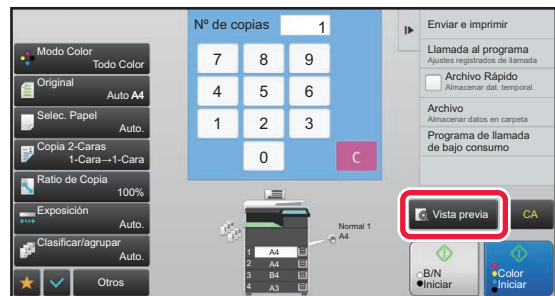 Nº de copias 1
7 8 9
4 5 6
1 2 3
0 C
Modo Color
Todo Color
Original
Auto A4
Selec. Papel
Auto.
Copia 2-Caras
1-Cara→1-Cara
Ratio de Copia
100%
Exposición
Auto.
Clasificar/agrupar
Auto.
Otros
Normal 1
A4
1 A4
2 A4
3 B4
4 A3
Enviar e imprimir
Llamada al programa
Ajustes registrados de llamada
Archivo Rápido
Almacenar dat. temporal.
Archivo
Almacenar datos en carpeta
Programa de llamada
de bajo consumo
Vista previa
CA
B/N
Iniciar
Color
Iniciar